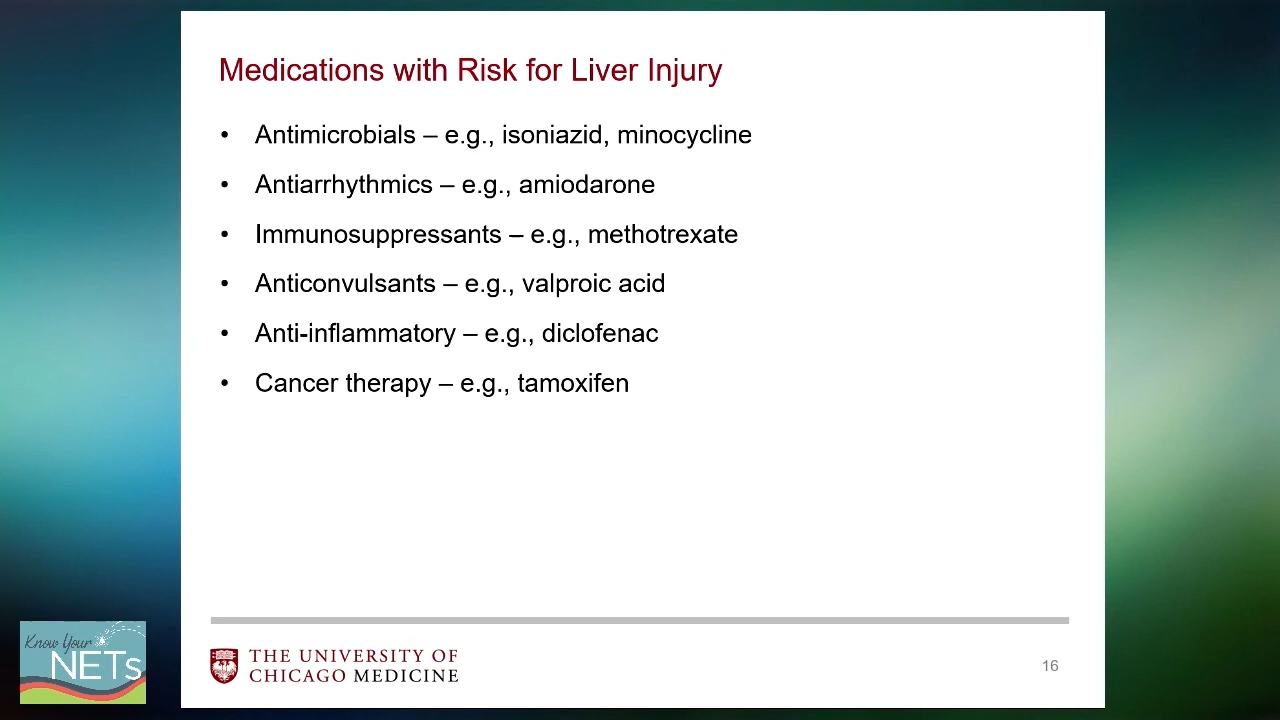 Medications with Risk for Liver Injury
• Antimicrobials – e.g., isoniazid, minocycline
• Antiarrhythmics – e.g., amiodarone
• Immunosuppressants – e.g., methotrexate
• Anticonvulsants – e.g., valproic acid
• Anti-inflammatory – e.g., diclofenac
• Cancer therapy – e.g., tamoxifen
Know Your
NETs
THE UNIVERSITY OF
CHICAGO MEDICINE
16